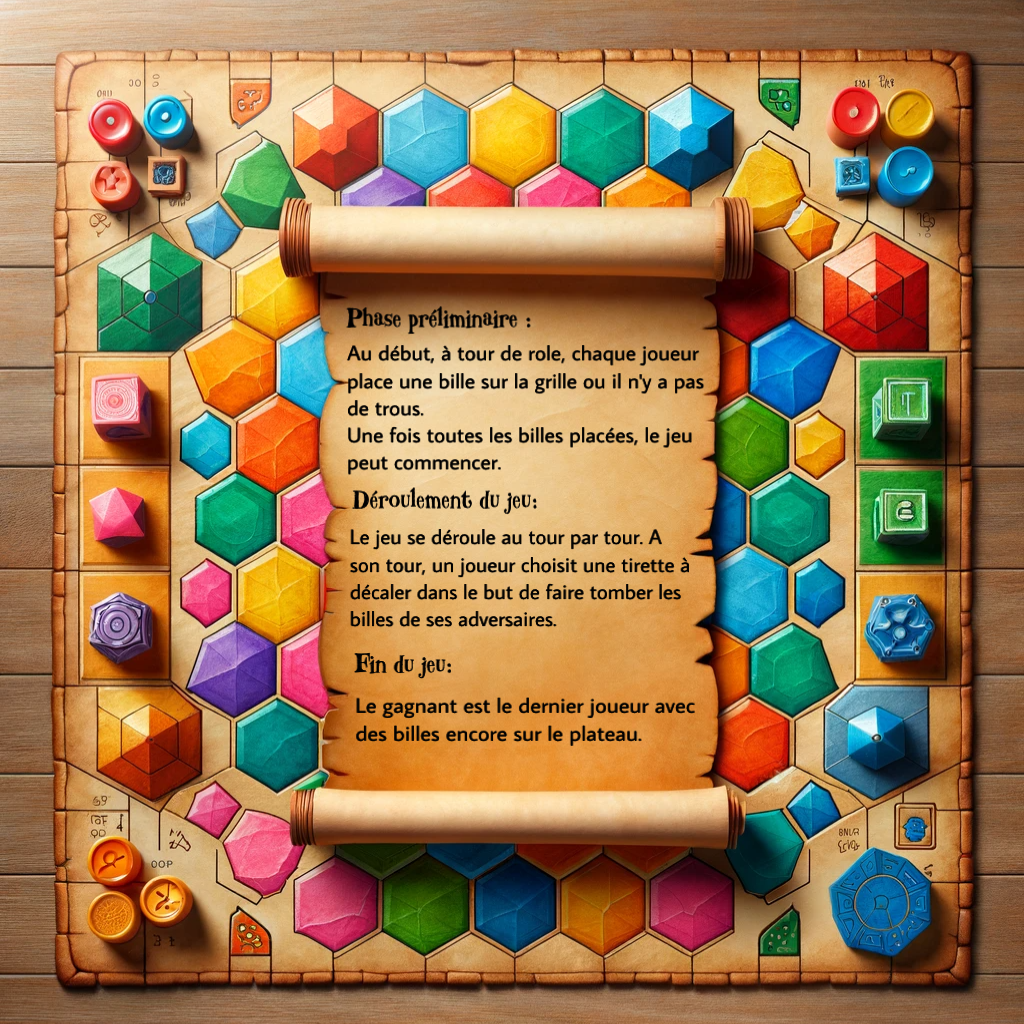 Phase préliminaire :
Au début, à tour de role, chaque joueur
place une bille sur la grille ou il n'y a pas
de trous.
Une fois toutes les billes placées, le jeu
peut commencer.
Déroulement du jeu:
Le jeu se déroule au tour par tour. A
son tour, un joueur choisit une tirette à
décaler dans le but de faire tomber les
billes de ses adversaires.
Fin du jeu:
Le gagnant est le dernier joueur avec
des billes encore sur le plateau.